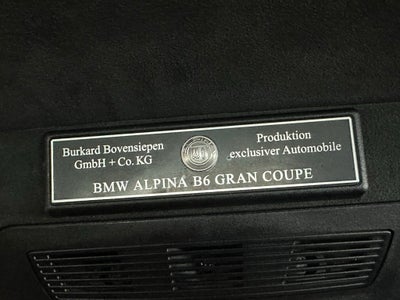 Burkard Bovensiepen
GmbH + Co. KG
Produktion
exclusiver Automobile
BMW ALPINA B6 GRAN COUPE